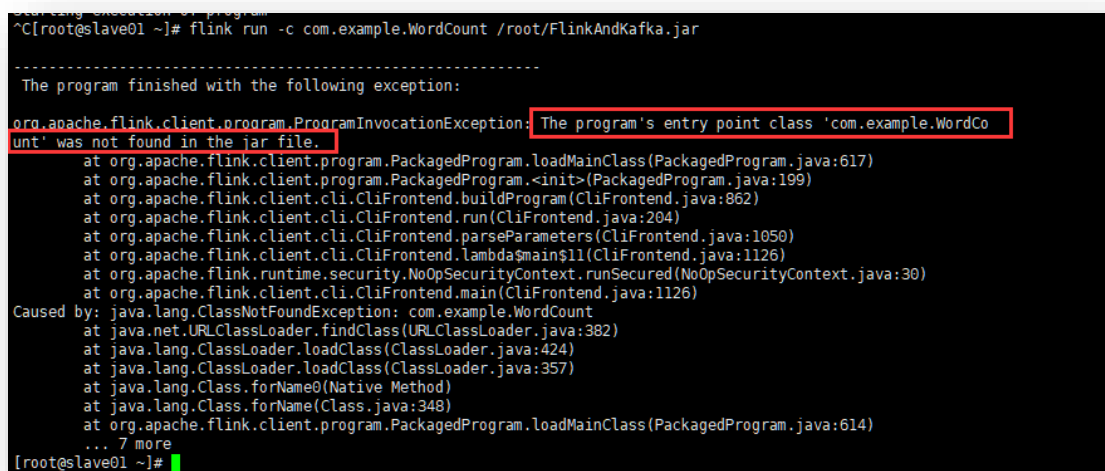 Starting execution of program
^C[root@slave01 ~]# flink run -c com.example.WordCount /root/FlinkAndKafka.jar
------------------------------------------------------------
The program finished with the following exception:
org.apache.flink.client.program.ProgramInvocationException: The program's entry point class 'com.example.WordCo
unt' was not found in the jar file.
at org.apache.flink.client.program.PackagedProgram.loadMainClass(PackagedProgram.java:617)
at org.apache.flink.client.program.PackagedProgram.<init>(PackagedProgram.java:199)
at org.apache.flink.client.cli.CliFrontend.buildProgram(CliFrontend.java:862)
at org.apache.flink.client.cli.CliFrontend.run(CliFrontend.java:204)
at org.apache.flink.client.cli.CliFrontend.parseParameters(CliFrontend.java:1050)
at org.apache.flink.client.cli.CliFrontend.lambda$main$11(CliFrontend.java:1126)
at org.apache.flink.runtime.security.NoOpSecurityContext.runSecured(NoOpSecurityContext.java:30)
at org.apache.flink.client.cli.CliFrontend.main(CliFrontend.java:1126)
Caused by: java.lang.ClassNotFoundException: com.example.WordCount
at java.net.URLClassLoader.findClass(URLClassLoader.java:382)
at java.lang.ClassLoader.loadClass(ClassLoader.java:424)
at java.lang.ClassLoader.loadClass(ClassLoader.java:357)
at java.lang.Class.forName0(Native Method)
at java.lang.Class.forName(Class.java:348)
at org.apache.flink.client.program.PackagedProgram.loadMainClass(PackagedProgram.java:614)
... 7 more
[root@slave01 ~]#